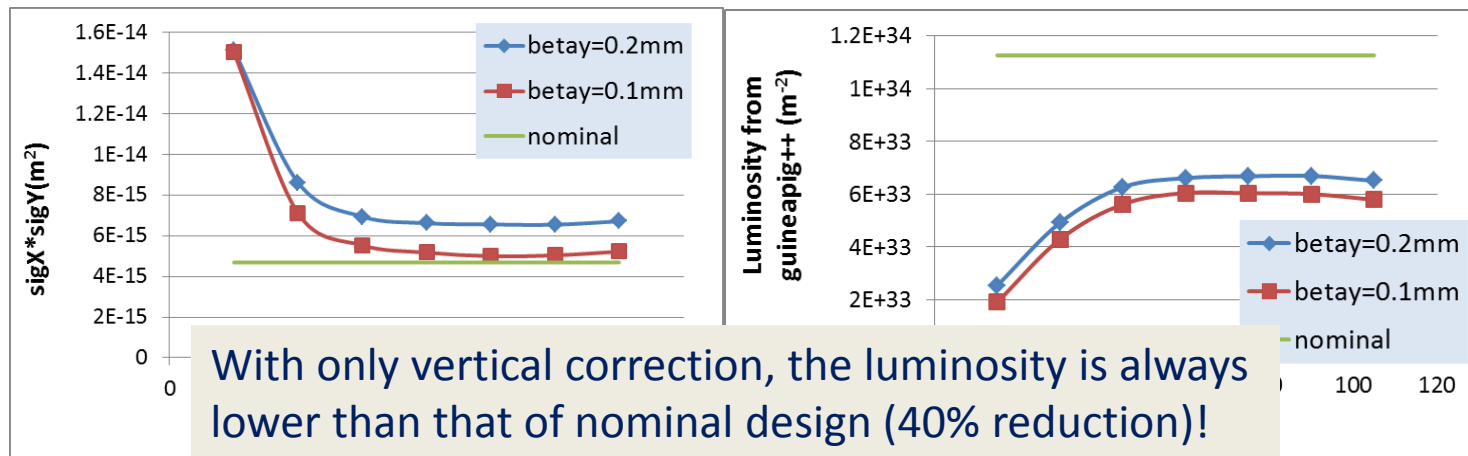 sigX*sigY(m²)
1.6E-14
1.4E-14
1.2E-14
1E-14
8E-15
6E-15
4E-15
2E-15
0
0
betay=0.2mm
betay=0.1mm
nominal
Luminosity from
guineapig++ (m⁻²)
1.2E+34
1E+34
8E+33
6E+33
4E+33
2E+33
betay=0.2mm
betay=0.1mm
nominal
100
120
With only vertical correction, the luminosity is always
lower than that of nominal design (40% reduction)!